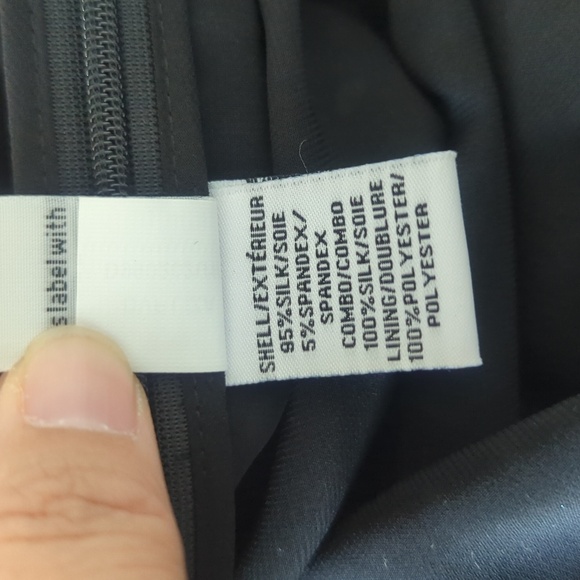 s label with
SHELL/EXTÉRIEUR
95%SILK/SOIE
5%SPANDEX/
SPANDEX
COMBO/COMBO
100%SILK/SOIE
LINING/DOUBLURE
100%POLYESTER/
POLYESTER